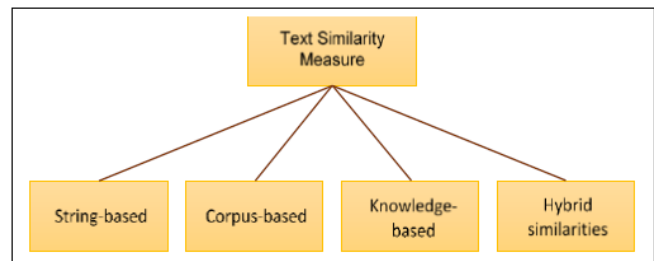 Text Similarity
Measure
String-based
Corpus-based
Knowledge-
based
Hybrid
similarities